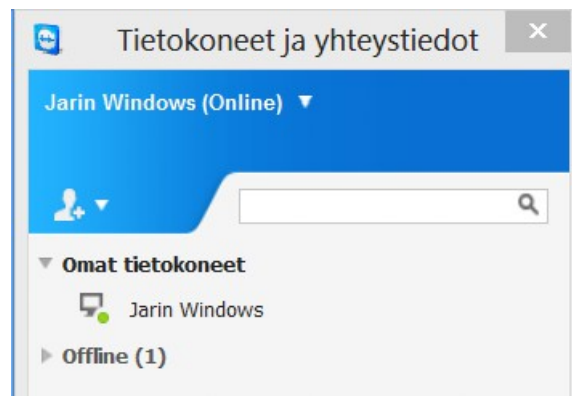 Tietokoneet ja yhteystiedot
Jarin Windows (Online)
Omat tietokoneet
Jarin Windows
Offline (1)